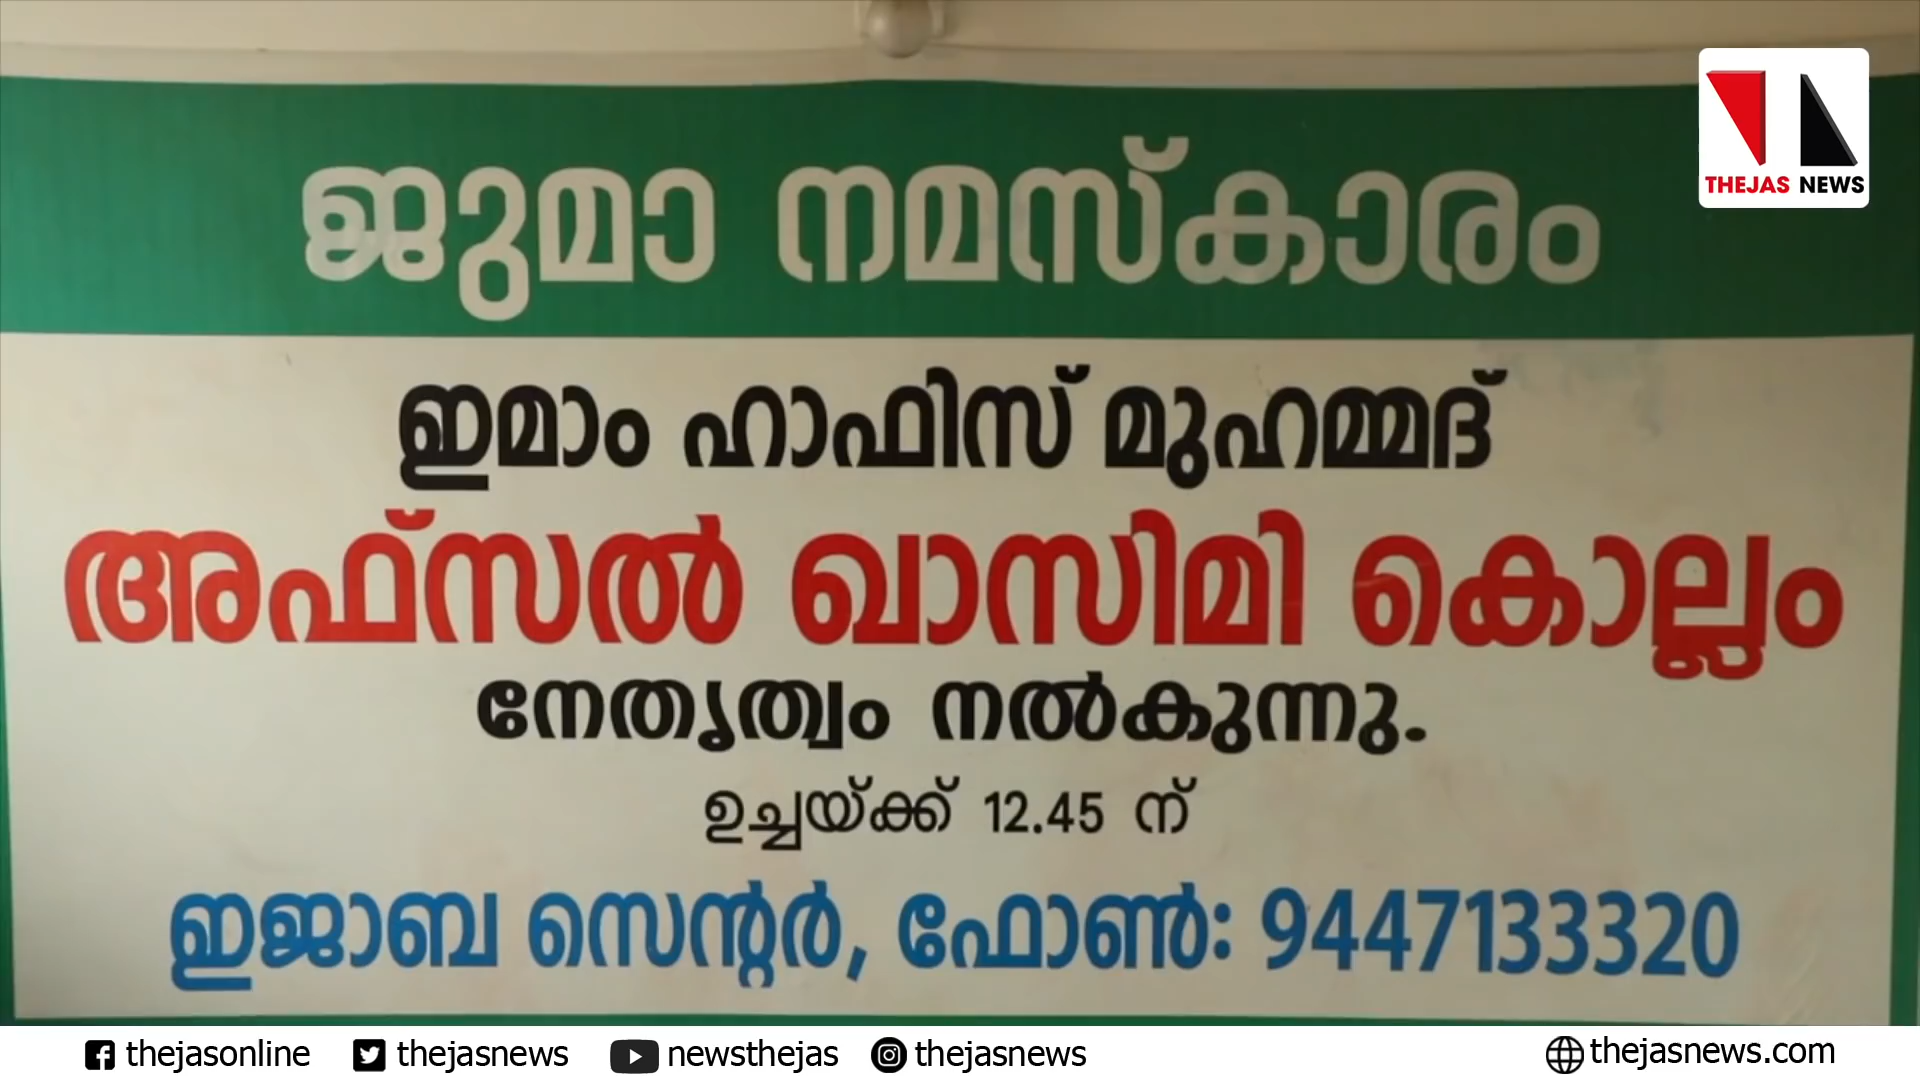 THEJAS NEWS
ജുമാ നമസ്കാരം
ഇമാം ഹാഫിസ് മുഹമ്മദ്
അഫ്സൽ ഖാസിമി കൊല്ലം
നേതൃത്വം നൽകുന്നു.
ഉച്ചയ്ക്ക് 12.45 ന്
ഇജാബ സെന്റർ, ഫോൺ: 9447133320
thejasonline thejasnews newsthejas thejasnews thejasnews.com